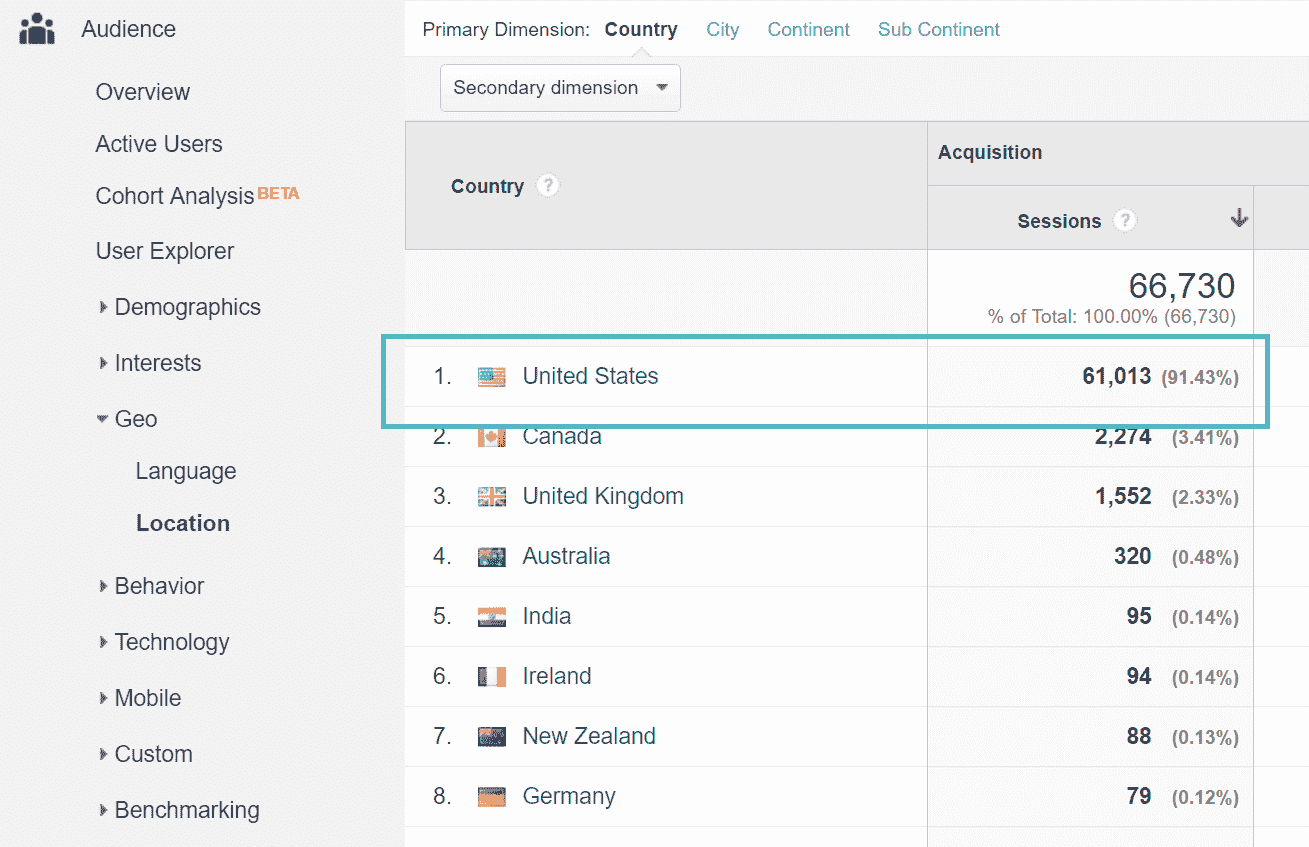 Audience
Overview
Active Users
Cohort Analysis BETA
User Explorer
Demographics
Interests
Geo
Language
Location
Behavior
Technology
Mobile
Custom
Benchmarking
Primary Dimension: Country City Continent Sub Continent
Secondary dimension
Country ?
Acquisition
Sessions ?
66,730
% of Total: 100.00% (66,730)
1. United States 61,013 (91.43%)
2. Canada 2,274 (3.41%)
3. United Kingdom 1,552 (2.33%)
4. Australia 320 (0.48%)
5. India 95 (0.14%)
6. Ireland 94 (0.14%)
7. New Zealand 88 (0.13%)
8. Germany 79 (0.12%)